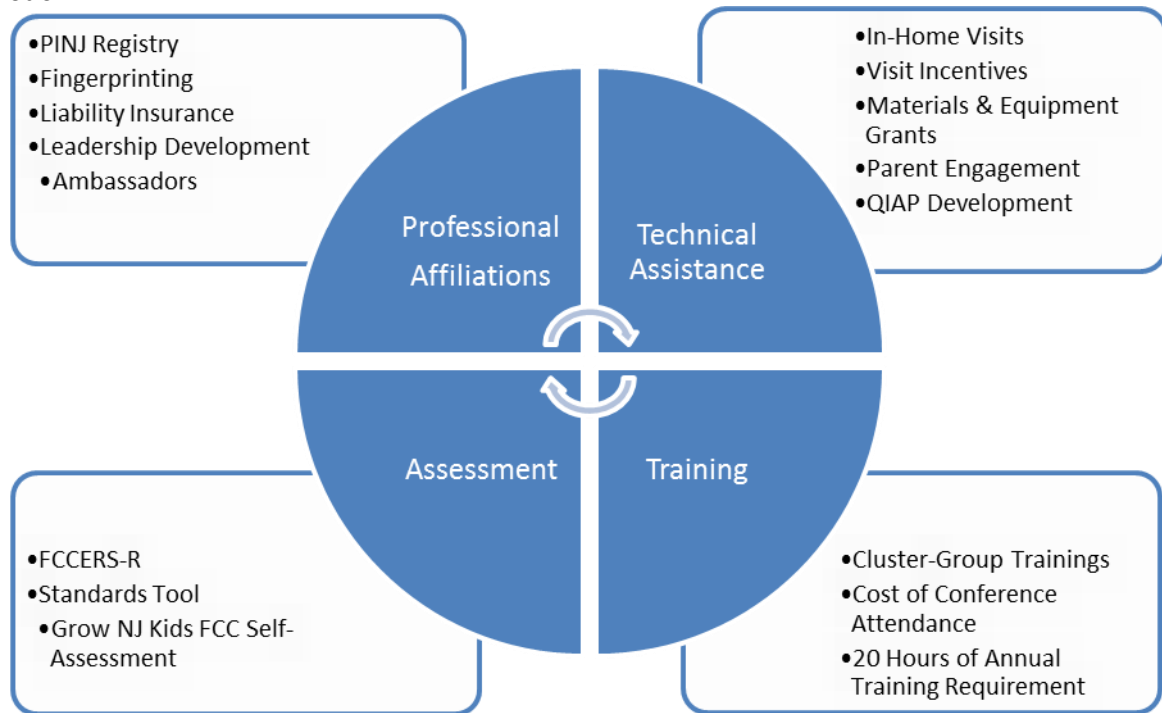 •PINJ Registry
•Fingerprinting
•Liability Insurance
•Leadership Development
•Ambassadors
•In-Home Visits
•Visit Incentives
•Materials & Equipment
Grants
•Parent Engagement
•QIAP Development
Professional
Affiliations
Technical
Assistance
Assessment
Training
•FCCERS-R
•Standards Tool
•Grow NJ Kids FCC Self-
Assessment
•Cluster-Group Trainings
•Cost of Conference
Attendance
•20 Hours of Annual
Training Requirement